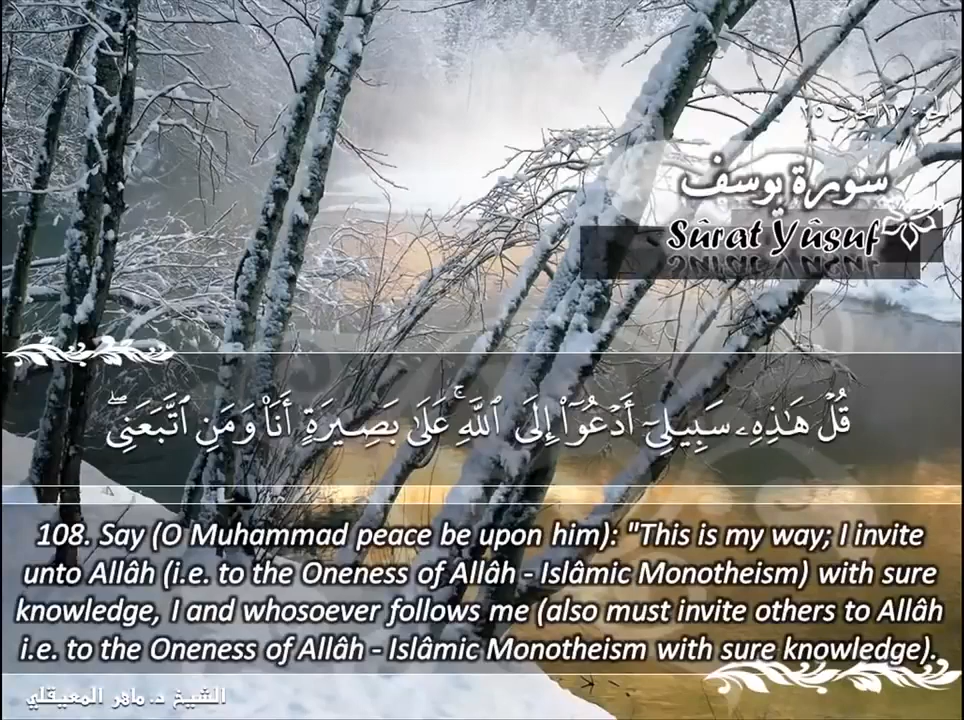 سورة يوسف
Sûrat Yûsuf
قُلْ هَٰذِهِۦ سَبِيلِىٓ أَدْعُوٓا۟ إِلَى ٱللَّهِ ۚ عَلَىٰ بَصِيرَةٍ أَنَا۠ وَمَنِ ٱتَّبَعَنِى ۖ
108. Say (O Muhammad peace be upon him): "This is my way; I invite
unto Allâh (i.e. to the Oneness of Allâh - Islâmic Monotheism) with sure
knowledge, I and whosoever follows me (also must invite others to Allâh
i.e. to the Oneness of Allâh - Islâmic Monotheism with sure knowledge).
الشيخ د. ماهر المعيقلي